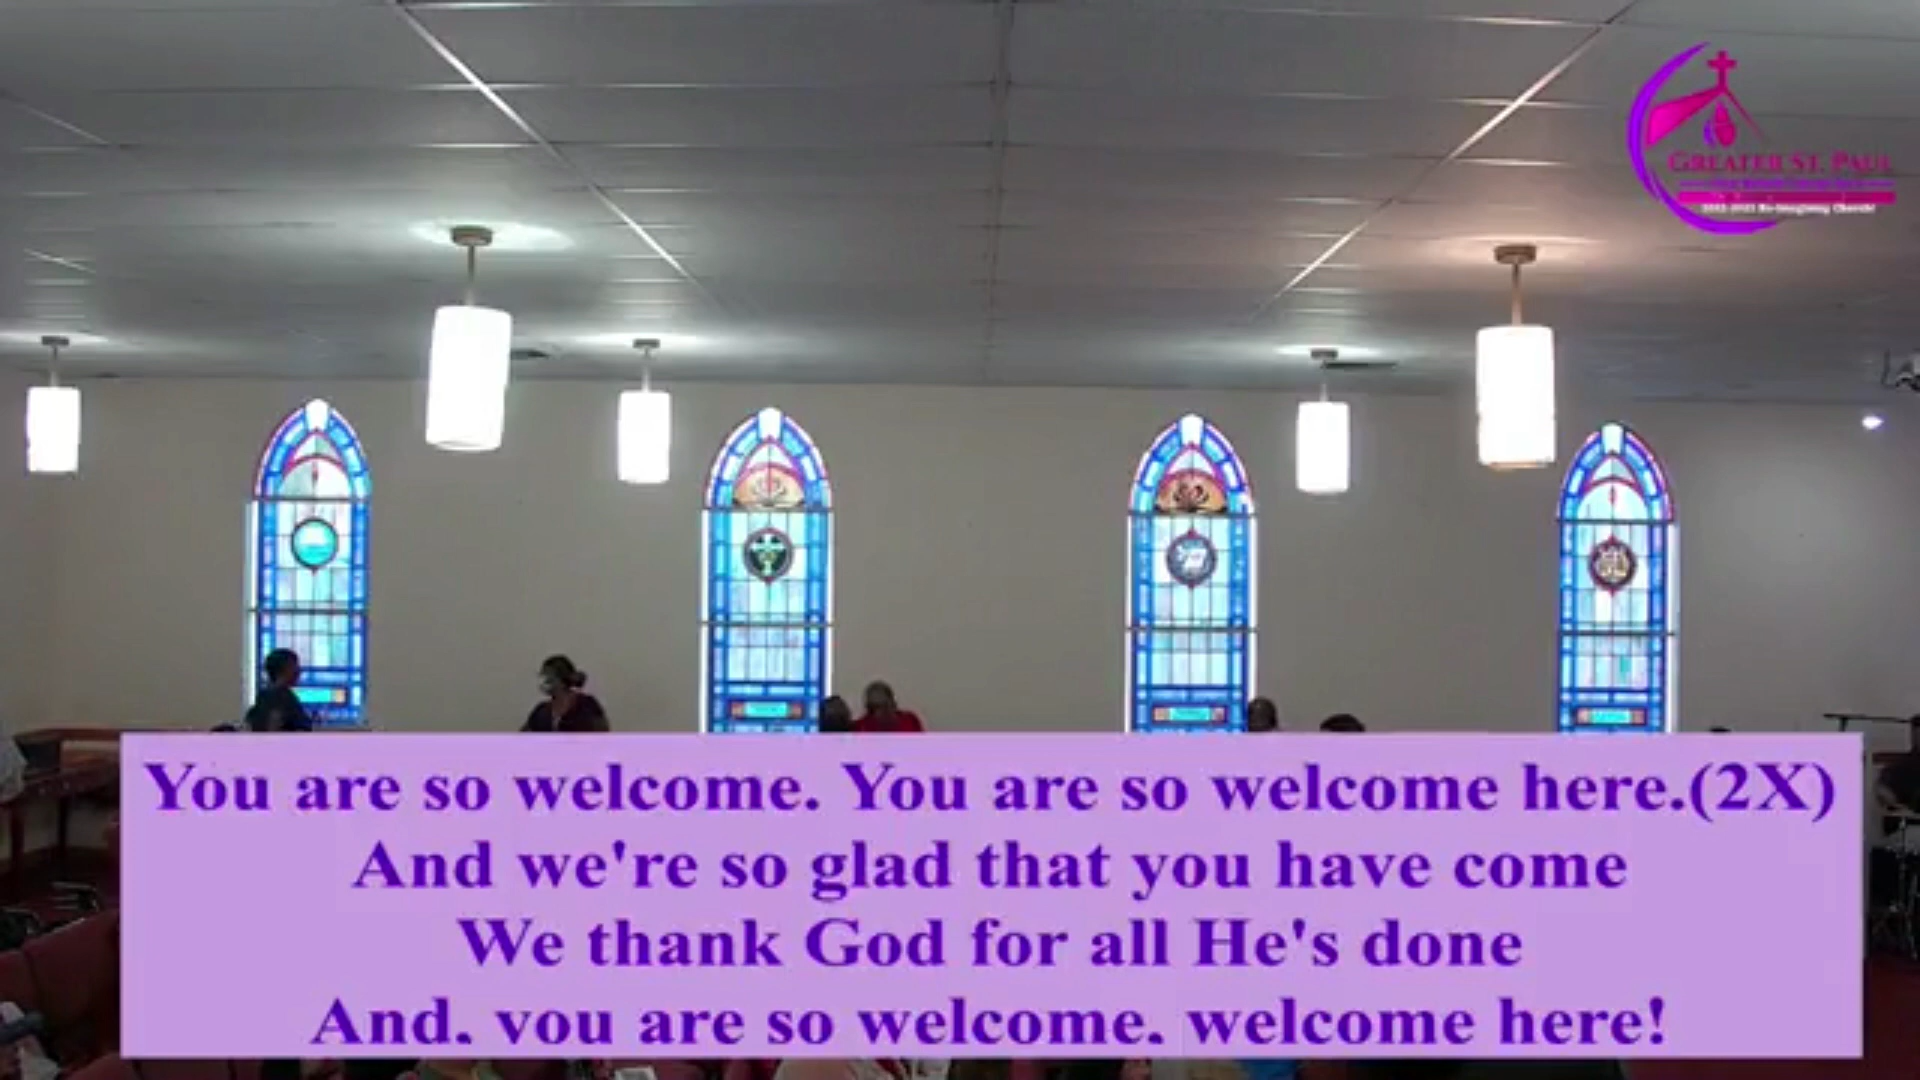 GREATER ST. PAUL
You are so welcome. You are so welcome here.(2X)
And we're so glad that you have come
We thank God for all He's done
And, you are so welcome, welcome here!